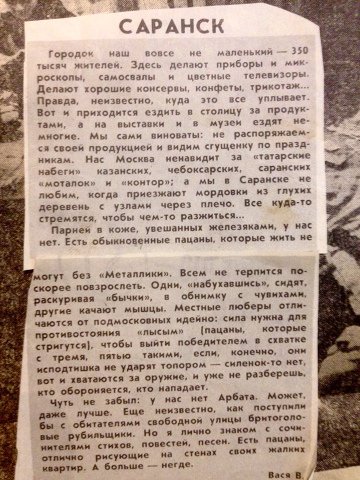 САРАНСК
Городок наш вовсе не маленький — 350
тысяч жителей. Здесь делают приборы и мик-
роскопы, самосвалы и цветные телевизоры.
Делают хорошие консервы, конфеты, трикотаж...
Правда, неизвестно, куда это все уплывает.
Вот и приходится ездить в столицу за продук-
тами, а на выставки и в музеи ездят нем-
ногие. Мы сами виноваты: не распоряжаем-
ся своей продукцией и видим сгущенку по празд-
никам. Нас Москва ненавидит за «татарские
набеги» казанских, чебоксарских, саранских
«моталок» и «контор»; а мы в Саранске не
любим, когда приезжают мордовки из глухих
деревень с узлами через плечо. Все куда-то
стремятся, чтобы чем-то разжиться...
Парней в коже, увешанных железяками, у нас
нет. Есть обыкновенные пацаны, которые жить не
могут без «Металлики». Всем не терпится по-
скорее повзрослеть. Одни, «набухавшись», сидят,
раскуривая «бычки», в обнимку с чувихами,
другие качают мышцы. Местные люберы отли-
чаются от подмосковных идейно: сила нужна для
противостояния «лысым» (пацаны, которые
стригутся), чтобы выйти победителем в схватке
с тремя, пятью такими, если, конечно, они
исподтишка не ударят топором — силенок-то нет,
вот и хватаются за оружие, и уже не разберешь,
кто обороняется, кто нападает.
Чуть не забыл: у нас нет Арбата. Может,
даже лучше. Еще неизвестно, как поступили
бы с обитателями свободной улицы бритоголо-
вые рубильщики. Но я лично знаком с сочи-
нителями стихов, повестей, песен. Есть пацаны,
отлично рисующие на стенах своих жалких
квартир. А больше — негде.
Вася В.